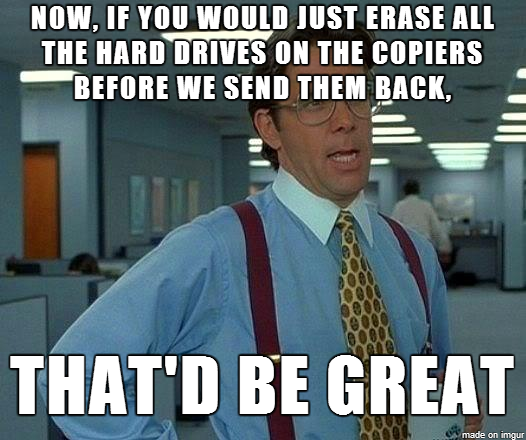 NOW, IF YOU WOULD JUST ERASE ALL
THE HARD DRIVES ON THE COPIERS
BEFORE WE SEND THEM BACK,
THAT'D BE GREAT
made on imgur